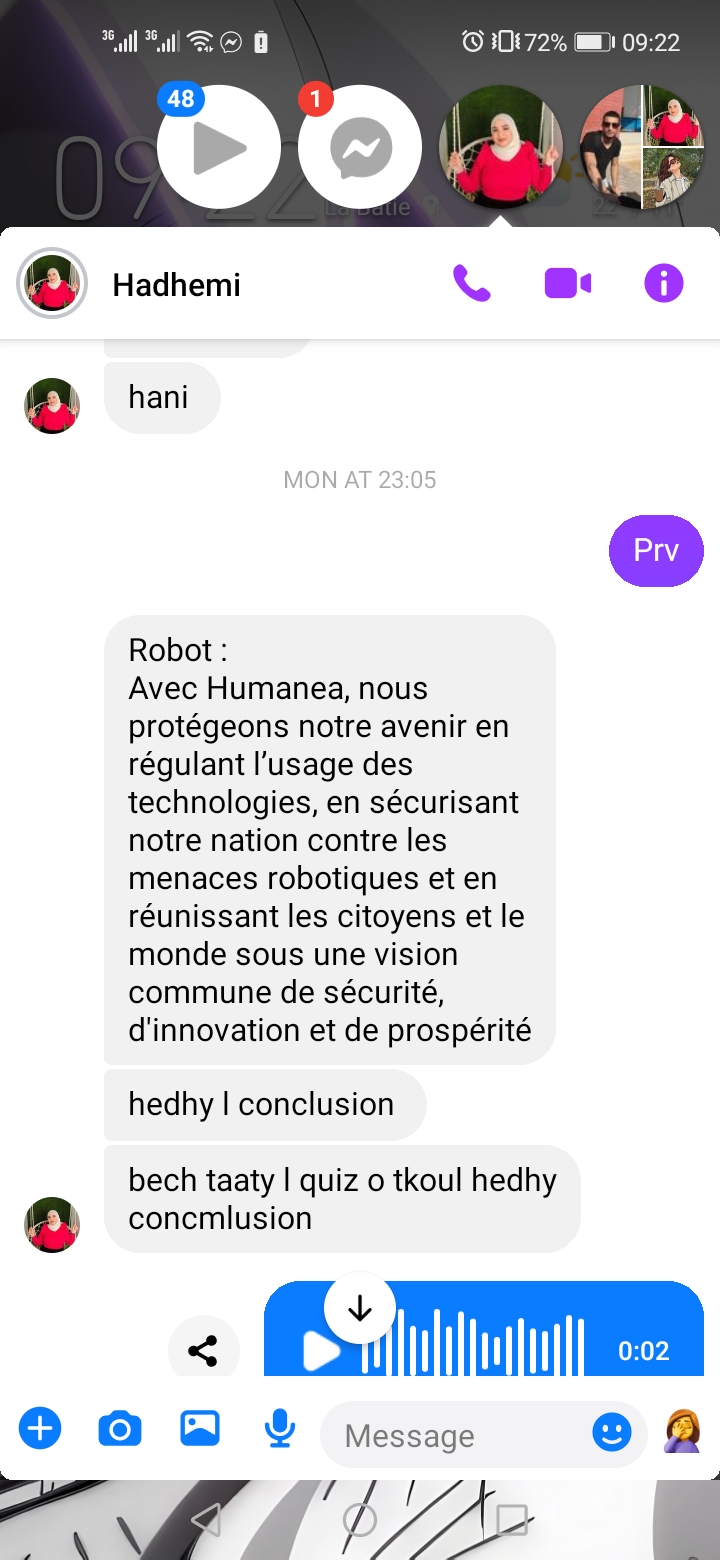 3G 3G 72% 09:22
48 1
09 22
La Bâtie
Hadhemi
hani
MON AT 23:05
Prv
Robot :
Avec Humanea, nous
protégeons notre avenir en
régulant l’usage des
technologies, en sécurisant
notre nation contre les
menaces robotiques et en
réunissant les citoyens et le
monde sous une vision
commune de sécurité,
d'innovation et de prospérité
hedhy l conclusion
bech taaty l quiz o tkoul hedhy
concmlusion
0:02
Message